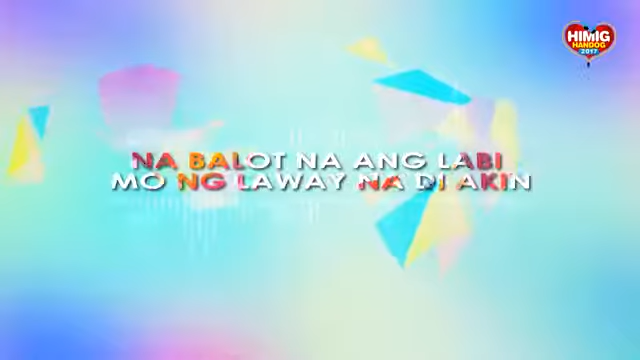 HIMIG
HANDOG
2017
NA BALOT NA ANG LABI
MO NG LAWAY NA DI AKIN